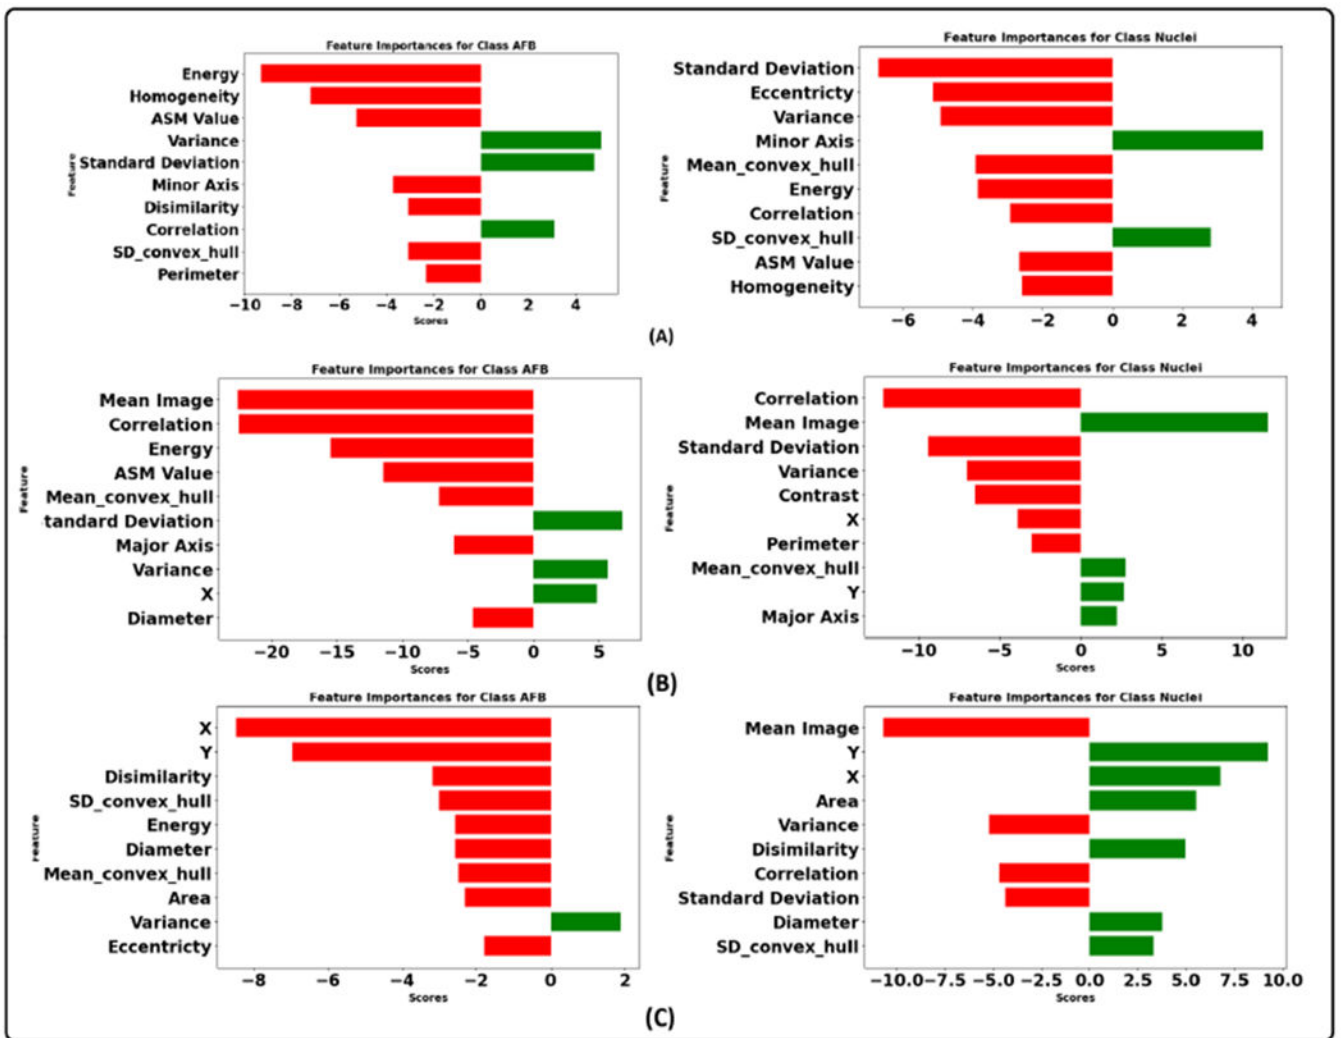 Feature Importances for Class AFB
Energy
Homogeneity
ASM Value
Variance
Standard Deviation
Minor Axis
Disimilarity
Correlation
SD_convex_hull
Perimeter
Feature
−10 −8 −6 −4 −2 0 2 4
Scores
Feature Importances for Class Nuclei
Standard Deviation
Eccentricty
Variance
Minor Axis
Mean_convex_hull
Energy
Correlation
SD_convex_hull
ASM Value
Homogeneity
Feature
−6 −4 −2 0 2 4
(A)
Feature Importances for Class AFB
Mean Image
Correlation
Energy
ASM Value
Mean_convex_hull
tandard Deviation
Major Axis
Variance
X
Diameter
Feature
−20 −15 −10 −5 0 5
Scores
Feature Importances for Class Nuclei
Correlation
Mean Image
Standard Deviation
Variance
Contrast
X
Perimeter
Mean_convex_hull
Y
Major Axis
Feature
−10 −5 0 5 10
Scores
(B)
Feature Importances for Class AFB
X
Y
Disimilarity
SD_convex_hull
Energy
Diameter
Mean_convex_hull
Area
Variance
Eccentricty
Feature
−8 −6 −4 −2 0 2
Scores
Feature Importances for Class Nuclei
Mean Image
Y
X
Area
Variance
Disimilarity
Correlation
Standard Deviation
Diameter
SD_convex_hull
Feature
−10.0 −7.5 −5.0 −2.5 0.0 2.5 5.0 7.5 10.0
Scores
(C)